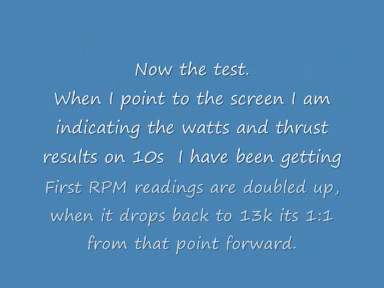 Now the test.
When I point to the screen I am
indicating the watts and thrust
results on 10s I have been getting
First RPM readings are doubled up,
when it drops back to 13k its 1:1
from that point forward.